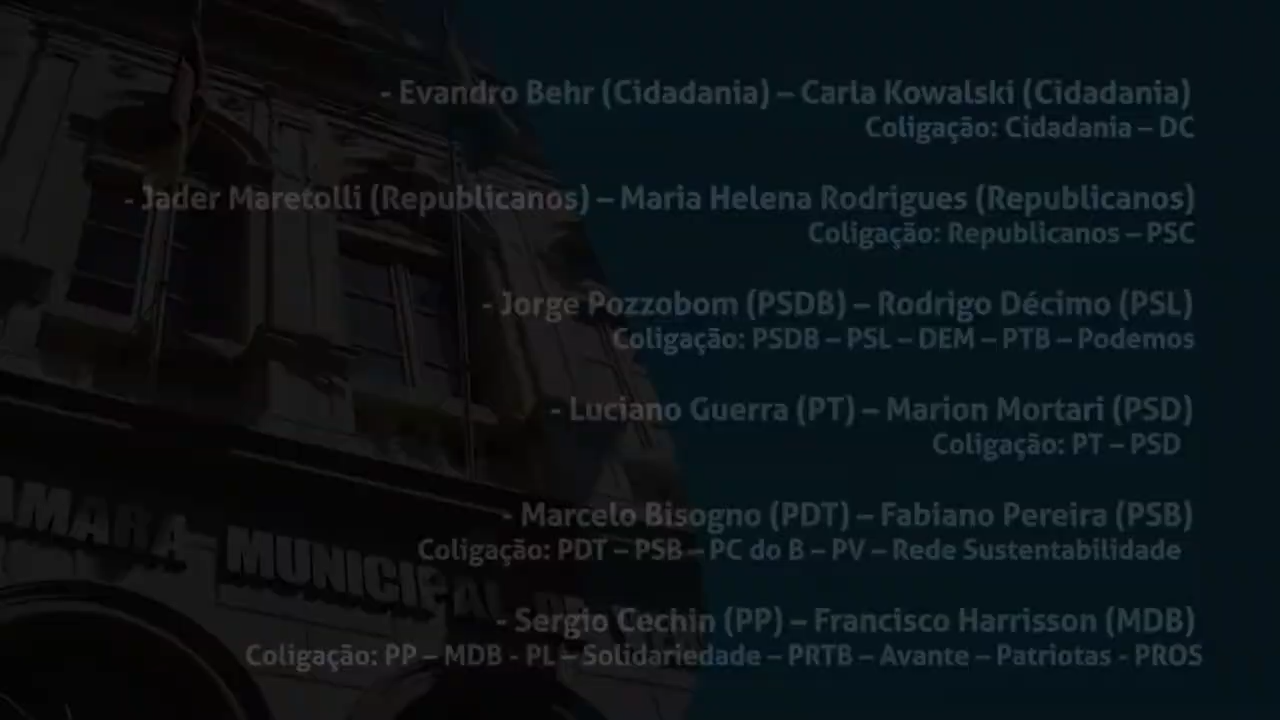 - Evandro Behr (Cidadania) – Carla Kowalski (Cidadania)
Coligação: Cidadania – DC
- Jader Maretolli (Republicanos) – Maria Helena Rodrigues (Republicanos)
Coligação: Republicanos – PSC
- Jorge Pozzobom (PSDB) – Rodrigo Décimo (PSL)
Coligação: PSDB – PSL – DEM – PTB – Podemos
- Luciano Guerra (PT) – Marion Mortari (PSD)
Coligação: PT – PSD
- Marcelo Bisogno (PDT) – Fabiano Pereira (PSB)
Coligação: PDT – PSB – PC do B – PV – Rede Sustentabilidade
- Sergio Cechin (PP) – Francisco Harrisson (MDB)
Coligação: PP – MDB - PL – Solidariedade – PRTB – Avante – Patriotas - PROS
MUNICIPAL